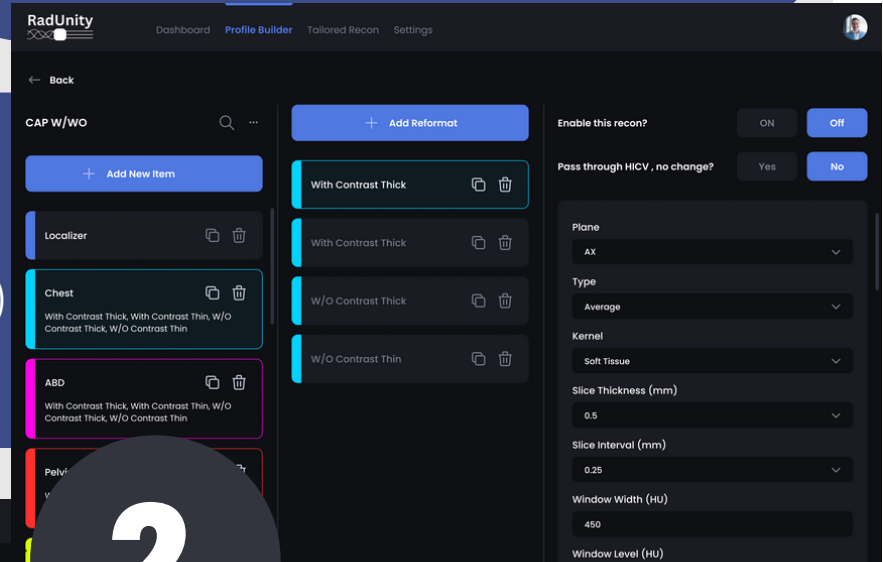 RadUnity
Dashboard Profile Builder Tailored Recon Settings
← Back
CAP W/WO
+ Add New Item
Localizer
Chest
With Contrast Thick, With Contrast Thin, W/O
Contrast Thick, W/O Contrast Thin
ABD
With Contrast Thick, With Contrast Thin, W/O
Contrast Thick, W/O Contrast Thin
+ Add Reformat
With Contrast Thick
With Contrast Thick
W/O Contrast Thick
W/O Contrast Thin
Enable this recon? ON Off
Pass through HICV , no change? Yes No
Plane
AX
Type
Average
Kernel
Soft Tissue
Slice Thickness (mm)
0.5
Slice Interval (mm)
0.25
Window Width (HU)
450
Window Level (HU)
2